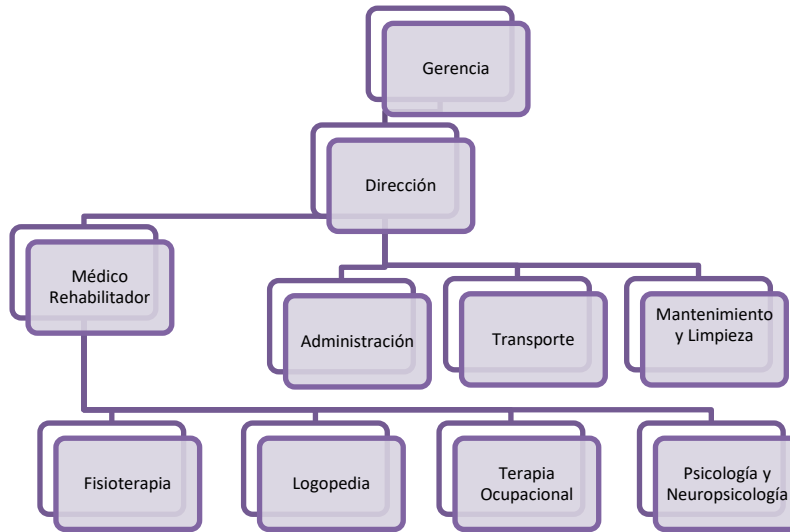 Gerencia
Dirección
Médico
Rehabilitador
Administración
Transporte
Mantenimiento
y Limpieza
Fisioterapia
Logopedia
Terapia
Ocupacional
Psicología y
Neuropsicología